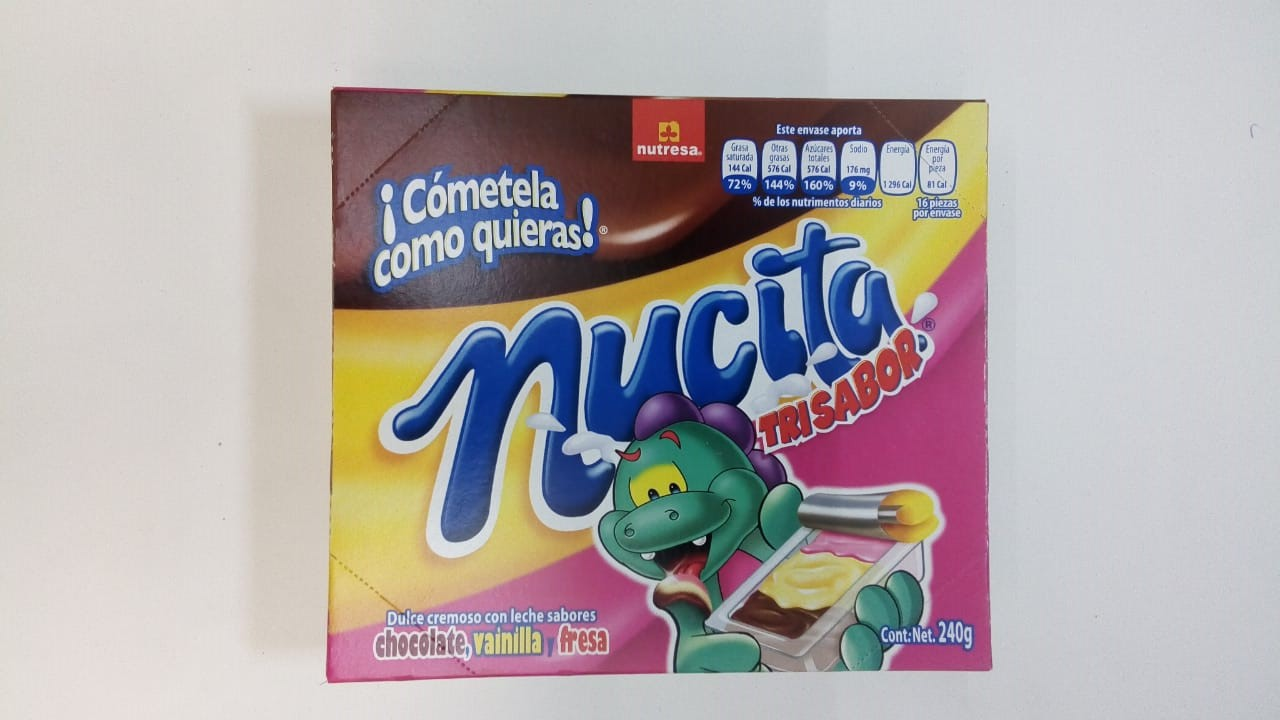 nutresa®
Este envase aporta
Grasa saturada 144 Cal 72%
Otras grasas 576 Cal 144%
Azúcares totales 576 Cal 160%
Sodio 176 mg 9%
Energía 1 296 Cal
Energía por pieza 81 Cal
% de los nutrimentos diarios
16 piezas
por envase
¡Cómetela
como quieras!®
nucita®
TRISABOR
Dulce cremoso con leche sabores
chocolate, vainilla y fresa
Cont. Net. 240g